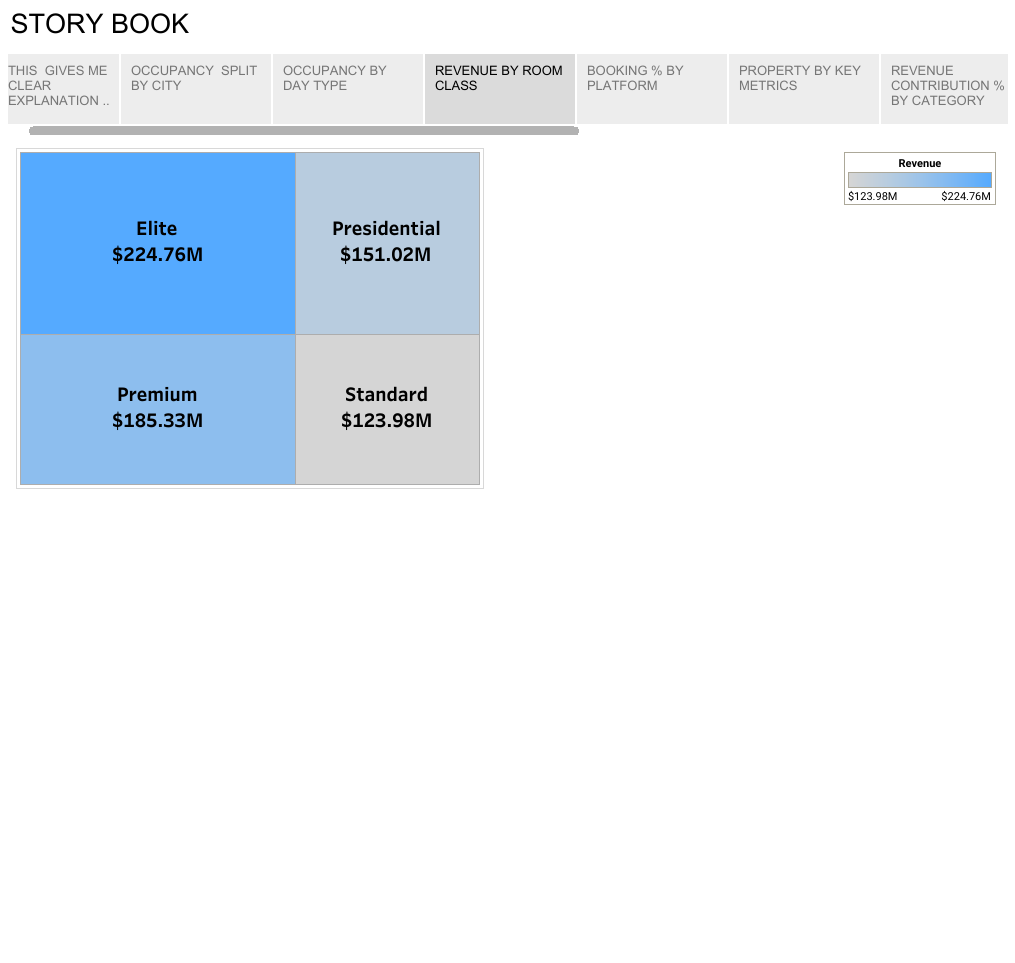 STORY BOOK
THIS  GIVES ME
CLEAR
EXPLANATION ..
OCCUPANCY  SPLIT
BY CITY
OCCUPANCY BY
DAY TYPE
REVENUE BY ROOM
CLASS
BOOKING % BY
PLATFORM
PROPERTY BY KEY
METRICS
REVENUE
CONTRIBUTION %
BY CATEGORY
Elite
$224.76M
Presidential
$151.02M
Premium
$185.33M
Standard
$123.98M
Revenue
$123.98M
$224.76M